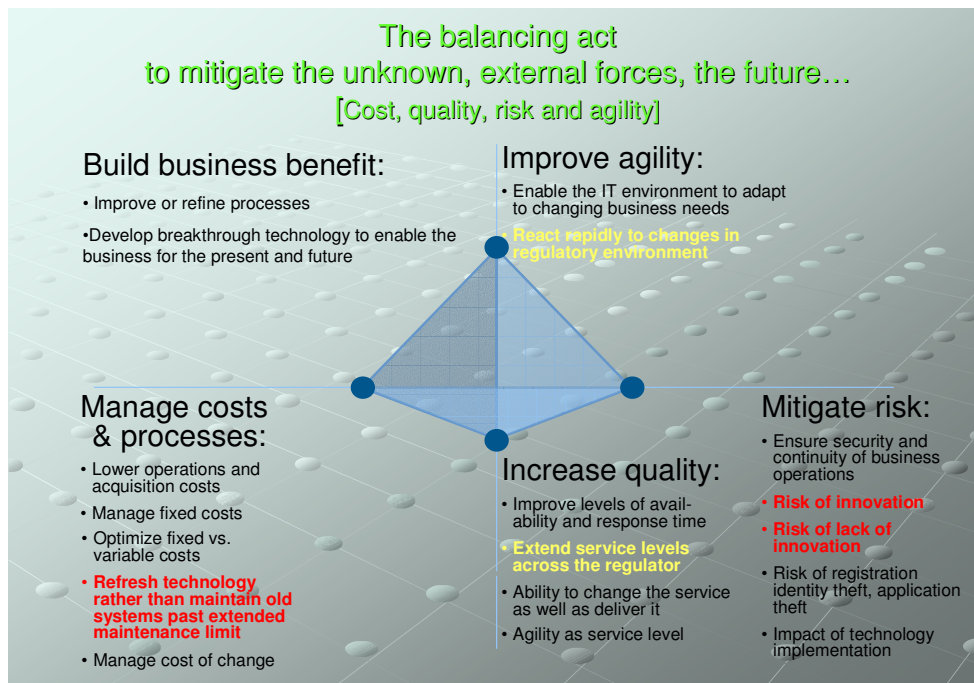 The balancing act
to mitigate the unknown, external forces, the future…
[Cost, quality, risk and agility]
Build business benefit:
• Improve or refine processes
•Develop breakthrough technology to enable the
business for the present and future
Improve agility:
• Enable the IT environment to adapt
to changing business needs
• React rapidly to changes in
regulatory environment
Manage costs
& processes:
• Lower operations and
acquisition costs
• Manage fixed costs
• Optimize fixed vs.
variable costs
• Refresh technology
rather than maintain old
systems past extended
maintenance limit
• Manage cost of change
Increase quality:
• Improve levels of avail-
ability and response time
• Extend service levels
across the regulator
• Ability to change the service
as well as deliver it
• Agility as service level
Mitigate risk:
• Ensure security and
continuity of business
operations
• Risk of innovation
• Risk of lack of
innovation
• Risk of registration
identity theft, application
theft
• Impact of technology
implementation